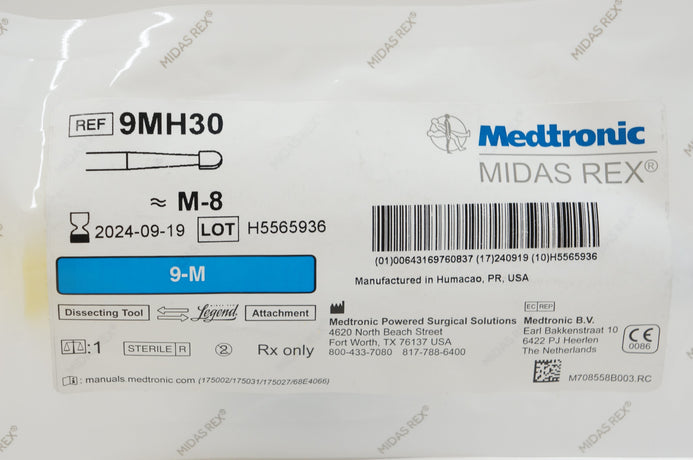 MIDAS REX®
MIDAS REX®
MIDAS REX®
REF 9MH30
≈ M-8
2024-09-19 LOT H5565936
9-M
Dissecting Tool Legend Attachment
:1 STERILE R 2 Rx only
: manuals.medtronic.com (175002/175031/175027/68E4066)
Medtronic
MIDAS REX®
(01)00643169760837 (17)240919 (10)H5565936
Manufactured in Humacao, PR, USA
Medtronic Powered Surgical Solutions
4620 North Beach Street
Fort Worth, TX 76137 USA
800-433-7080 817-788-6400
EC REP
Medtronic B.V.
Earl Bakkenstraat 10
6422 PJ Heerlen
The Netherlands
CE
0086
M708558B003.RC
MIDAS REX®
MIDAS REX®
MIDAS REX®